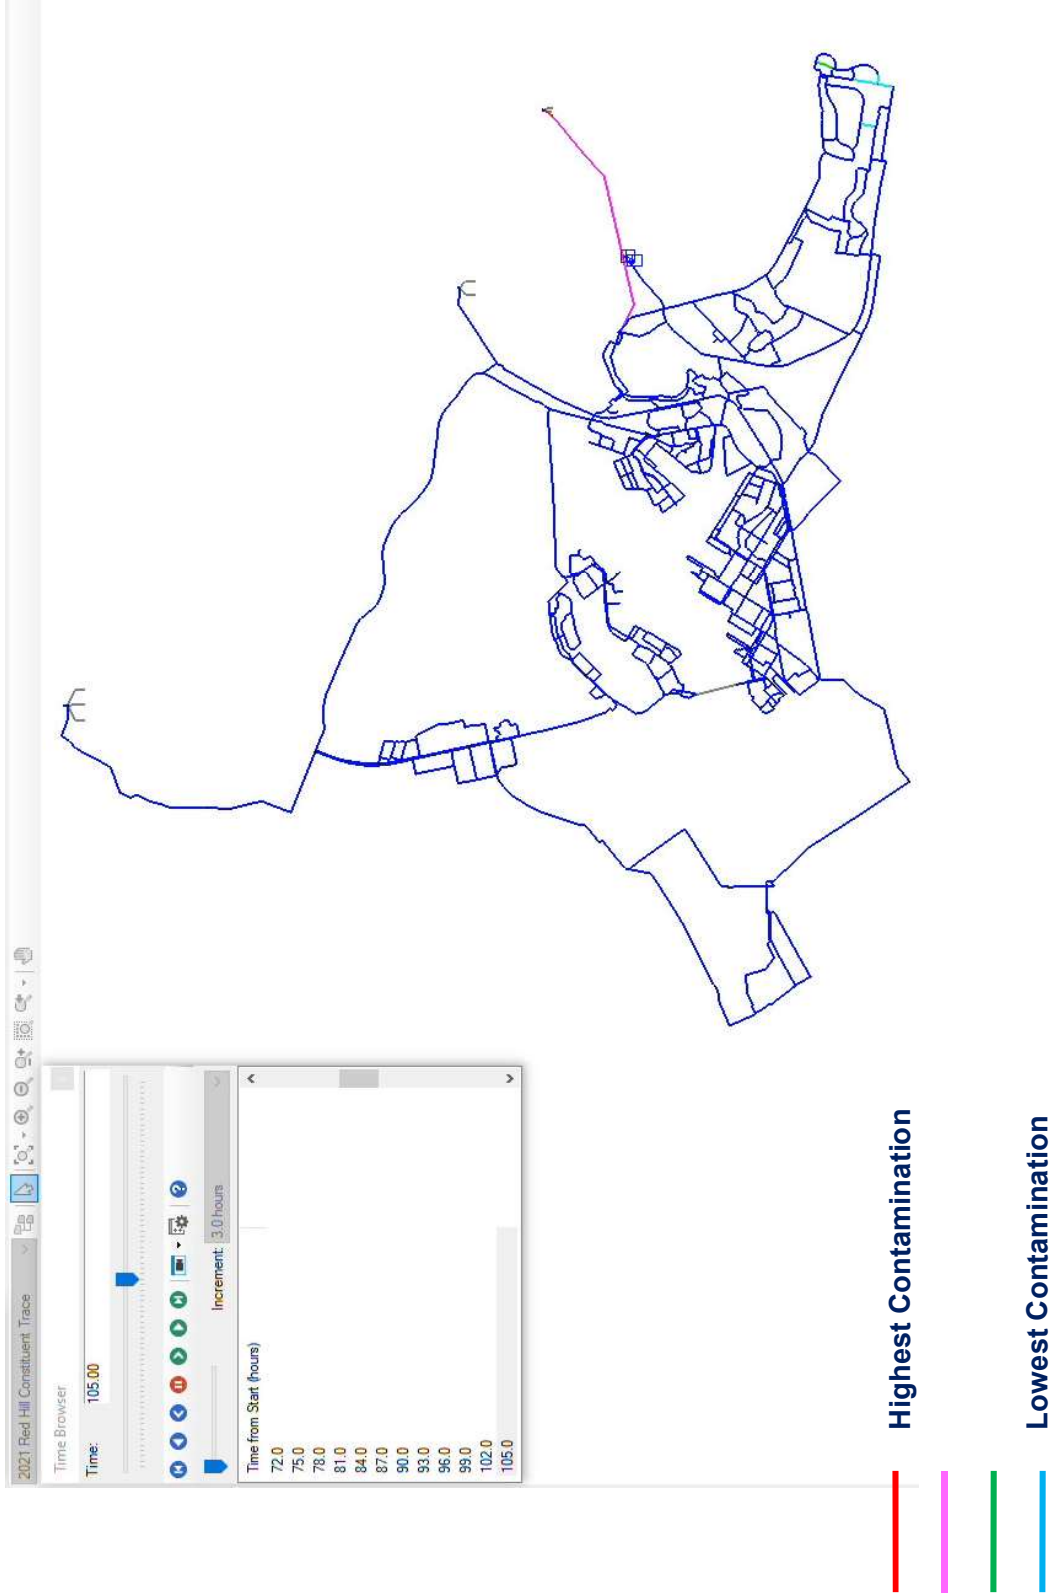 2021 Red Hill Constituent Trace
Time Browser
Time:
105.00
Increment:
3.0 hours
Time from Start (hours)
72.0
75.0
78.0
81.0
84.0
87.0
90.0
93.0
96.0
99.0
102.0
105.0
Highest Contamination
Lowest Contamination